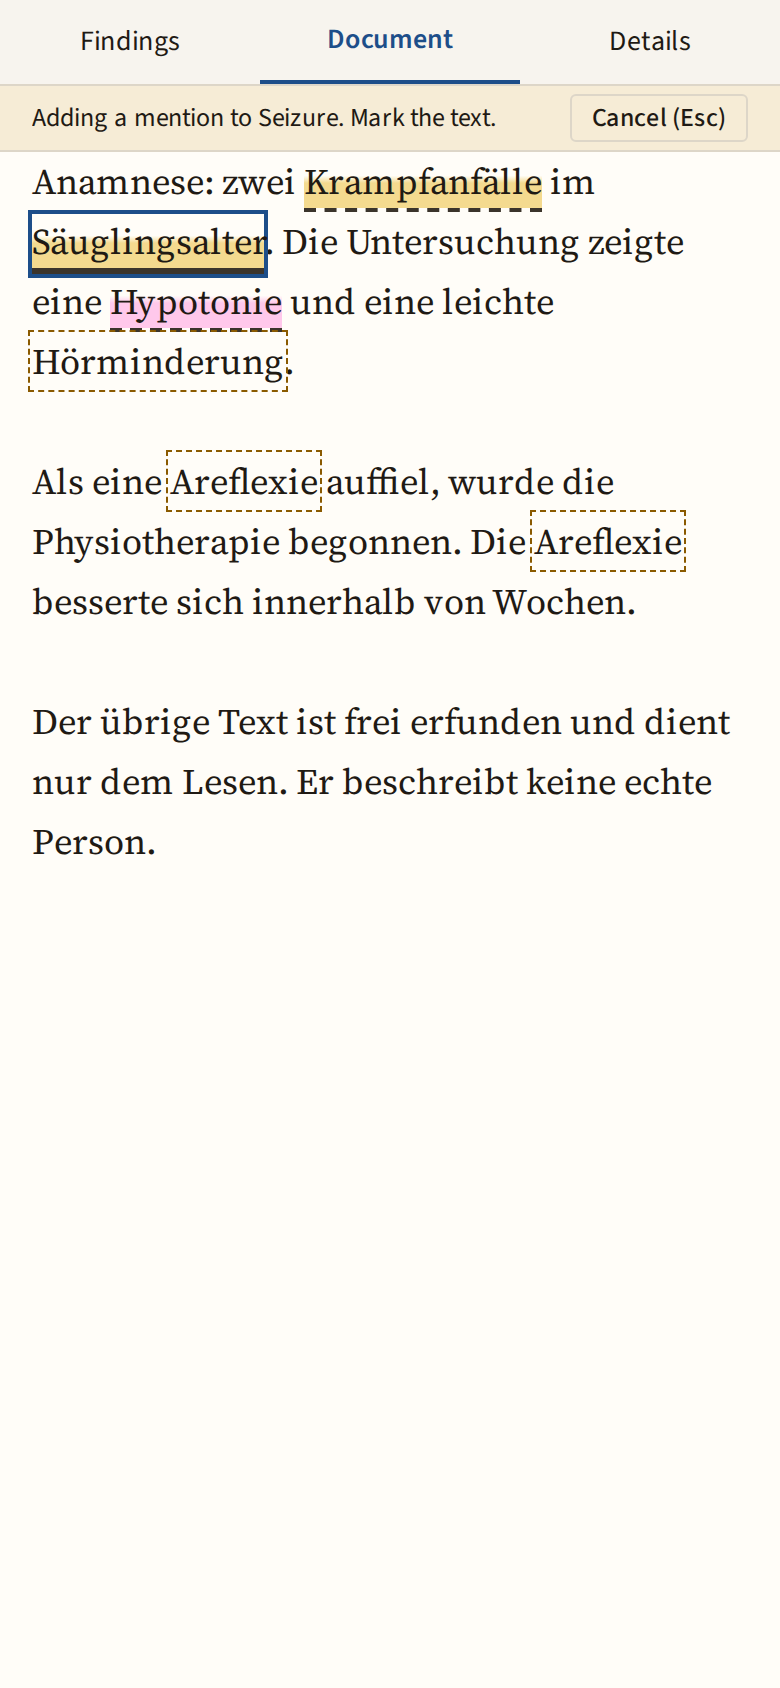 Findings
Document
Details
Adding a mention to Seizure. Mark the text.
Cancel (Esc)
Anamnese: zwei Krampfanfälle im
Säuglingsalter. Die Untersuchung zeigte
eine Hypotonie und eine leichte
Hörminderung.
Als eine Areflexie auffiel, wurde die
Physiotherapie begonnen. Die Areflexie
besserte sich innerhalb von Wochen.
Der übrige Text ist frei erfunden und dient
nur dem Lesen. Er beschreibt keine echte
Person.